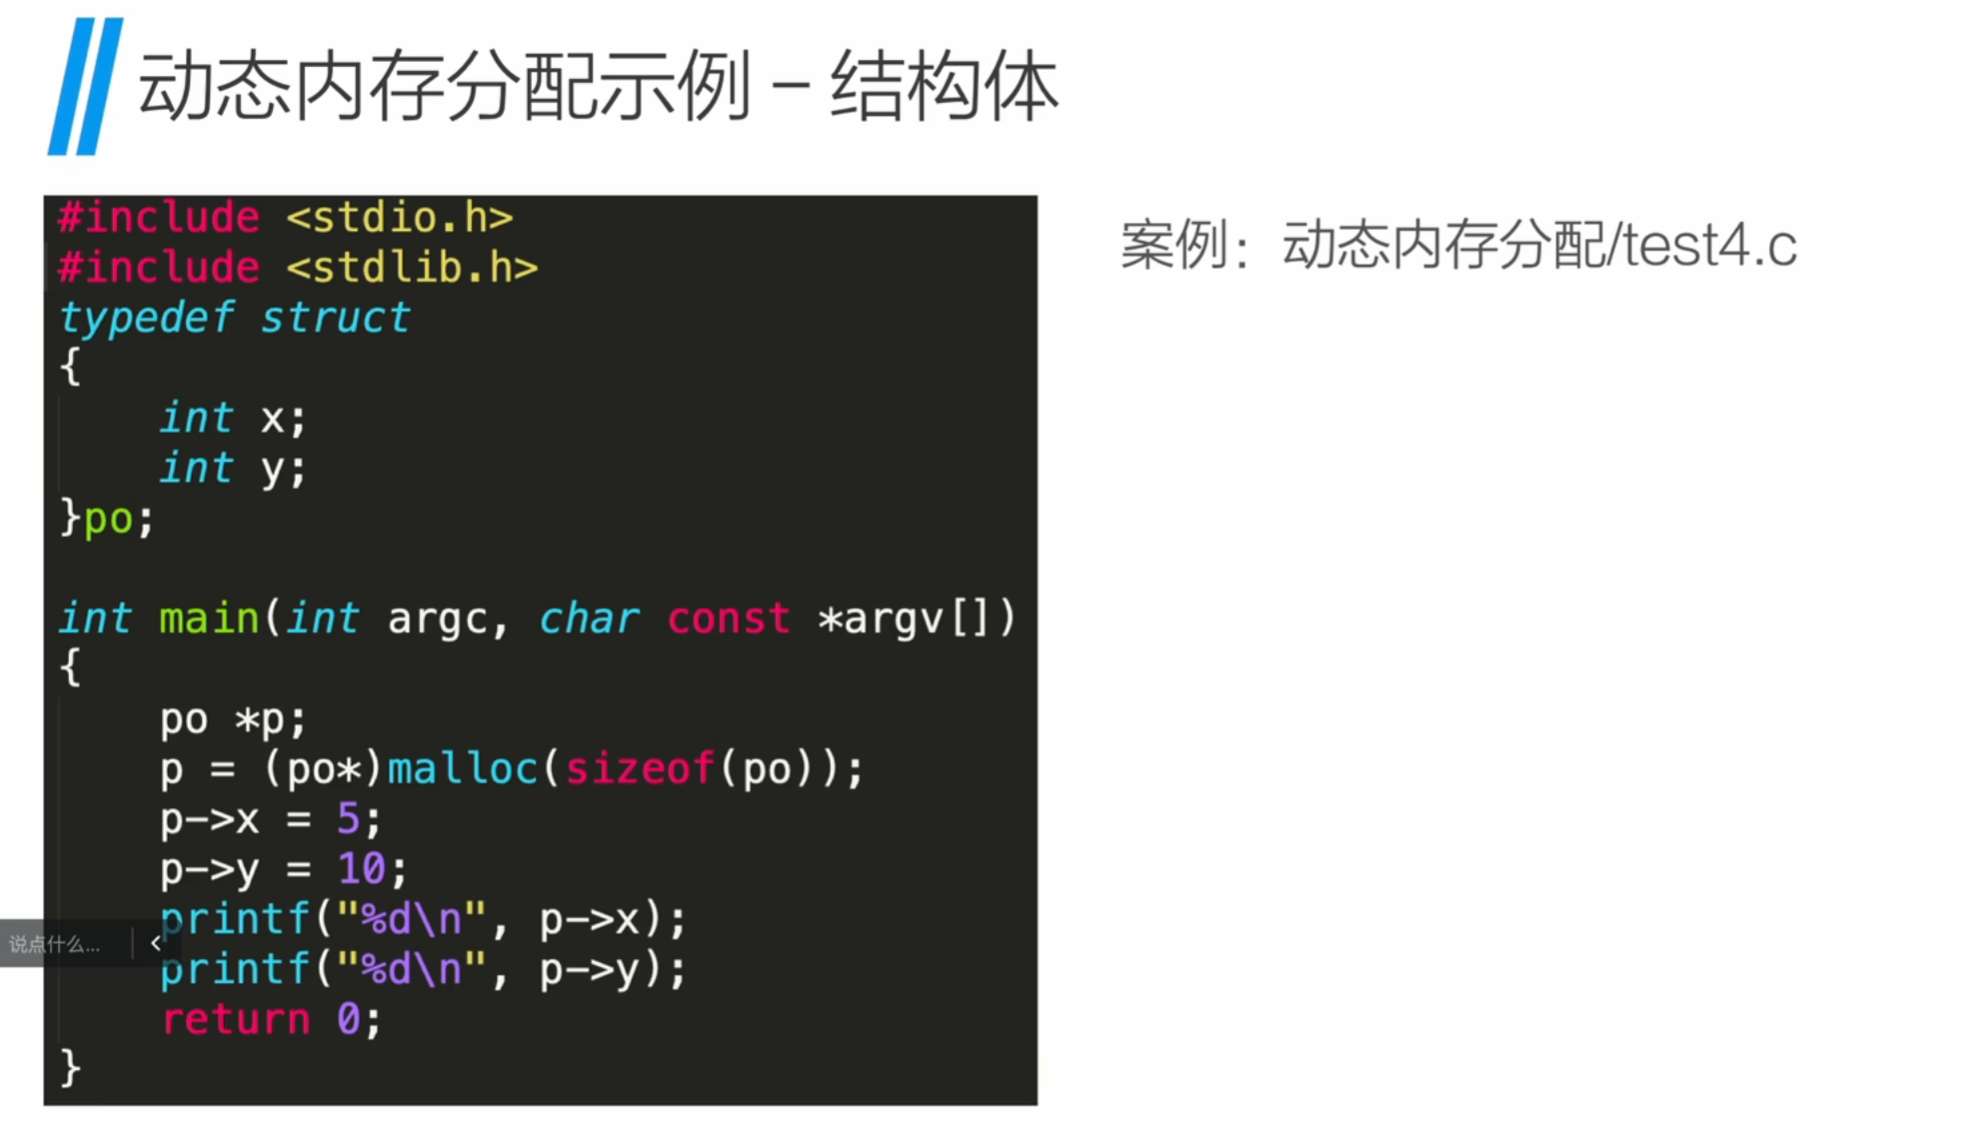 动态内存分配示例 – 结构体
#include <stdio.h>
#include <stdlib.h>
typedef struct
{
    int x;
    int y;
}po;
int main(int argc, char const *argv[])
{
    po *p;
    p = (po*)malloc(sizeof(po));
    p->x = 5;
    p->y = 10;
    printf("%d\n", p->x);
    printf("%d\n", p->y);
    return 0;
}
案例：动态内存分配/test4.c
说点什么...